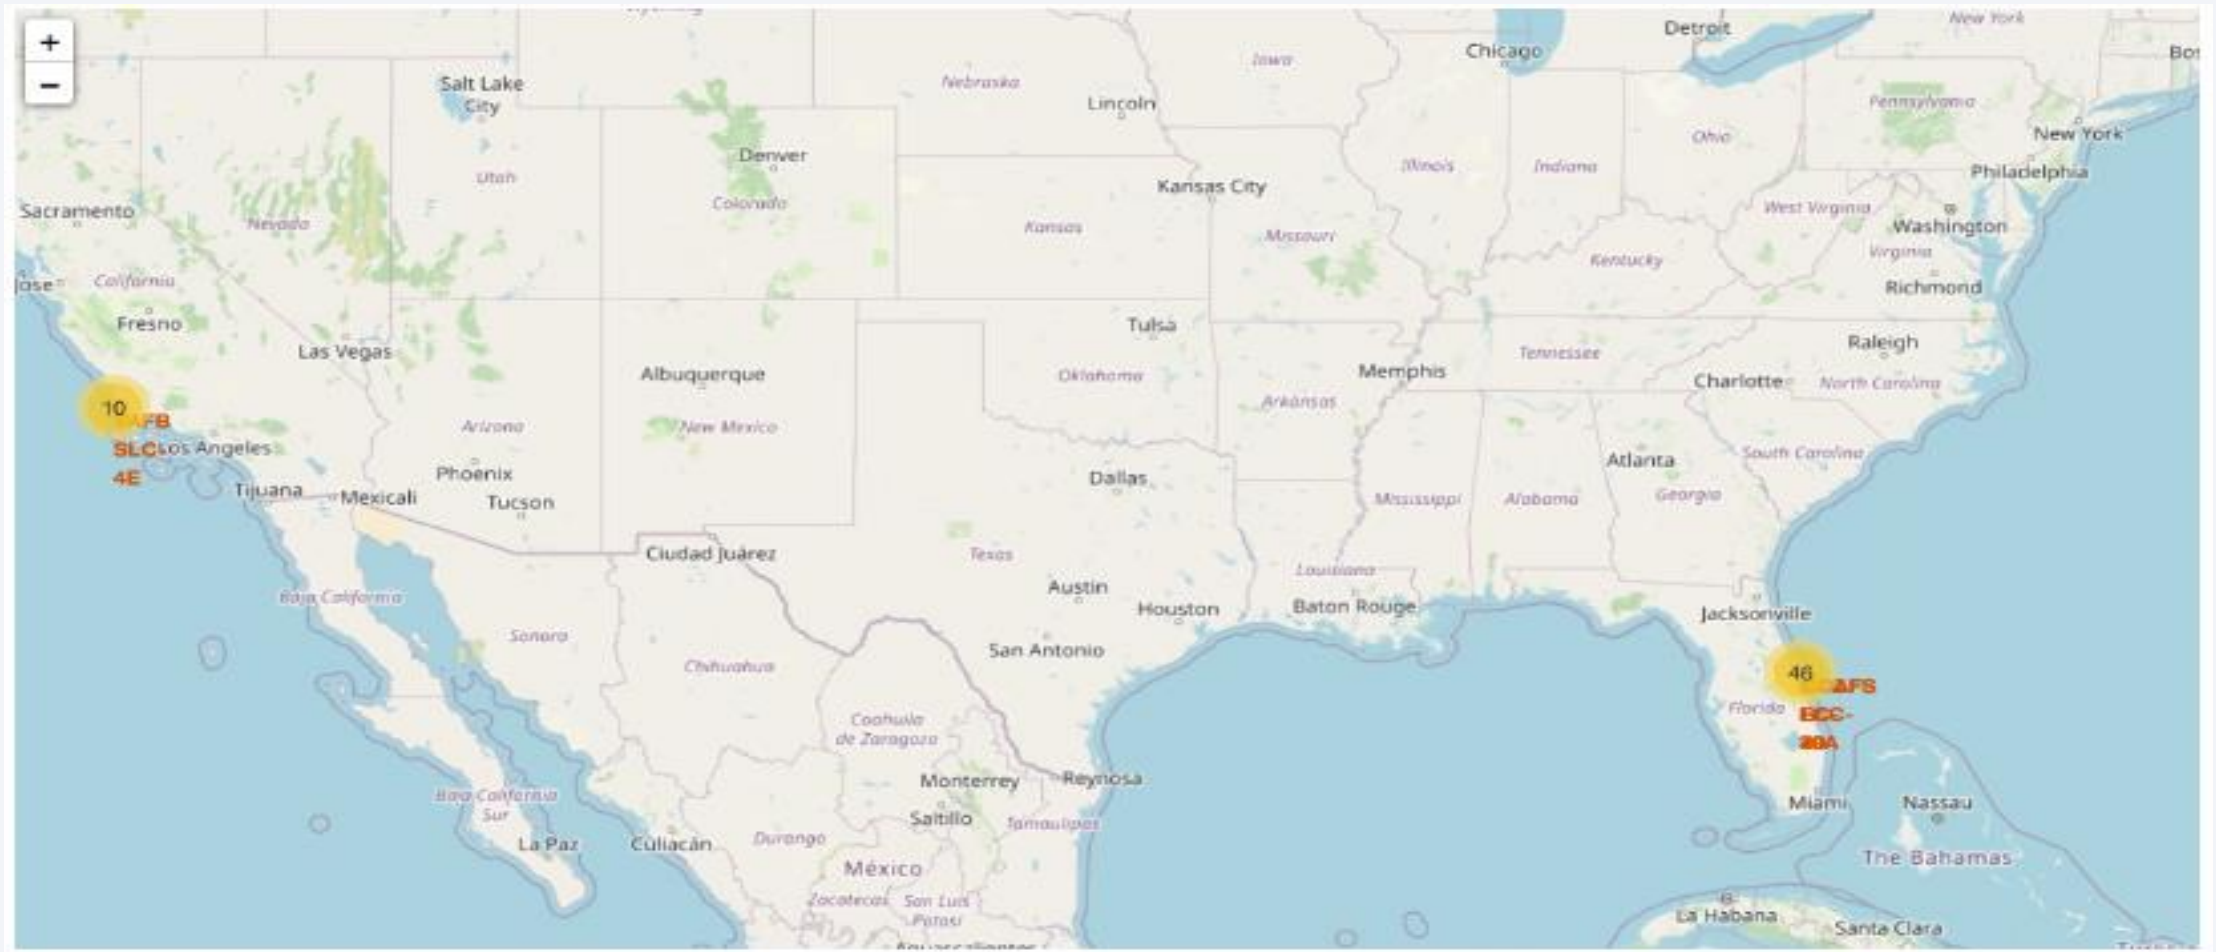 +
−
Salt Lake
City
Nebraska
Iowa
Lincoln
Chicago
Detroit
New York
Pennsylvania
New York
Philadelphia
Ohio
Indiana
Illinois
Denver
Colorado
Utah
Kansas City
Kansas
Missouri
Sacramento
Nevada
West Virginia
Washington
Virginia
Kentucky
Richmond
Jose
California
Fresno
Las Vegas
Tulsa
Tennessee
Raleigh
Albuquerque
Oklahoma
Memphis
Charlotte
North Carolina
Arkansas
10
AFB
SLC
Los Angeles
4E
Arizona
New Mexico
Phoenix
Tucson
Tijuana
Mexicali
Dallas
Atlanta
South Carolina
Mississippi
Alabama
Georgia
Ciudad Juárez
Texas
Louisiana
Austin
Houston
Baton Rouge
Jacksonville
Baja California
Sonora
Chihuahua
San Antonio
46
AFS
Florida
Coahuila
de Zaragoza
Monterrey
Reynosa
Saltillo
Tamaulipas
Baja California
Sur
La Paz
Culiacán
Durango
México
Zacatecas
San Luis
Potosí
Aguascalientes
Miami
Nassau
The Bahamas
La Habana
Santa Clara